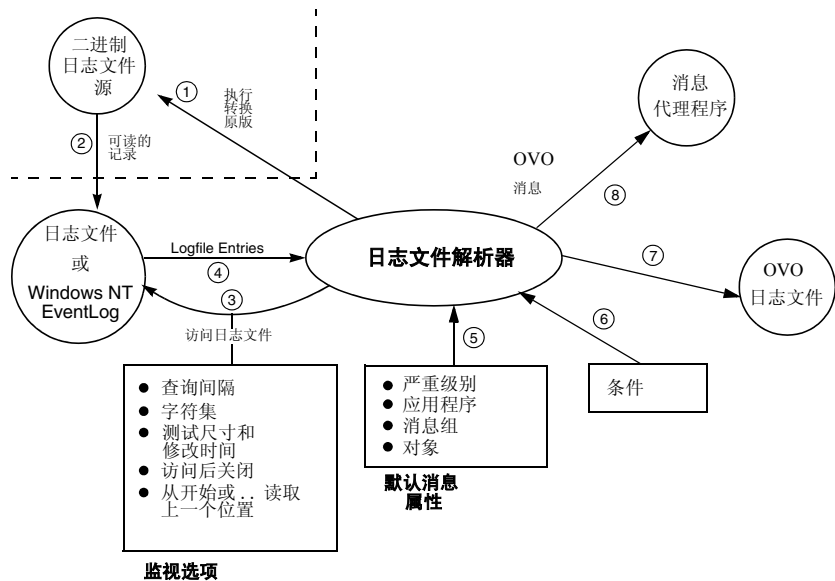 二进制
日志文件
源
①
执行
转换
原版
②
可读的
记录
消息
代理程序
OVO
消息
⑧
日志文件
或
Windows NT
EventLog
Logfile Entries
④
③
访问日志文件
日志文件解析器
⑦
OVO
日志文件
⑤
⑥
● 查询间隔
● 字符集
● 测试尺寸和
修改时间
● 访问后关闭
● 从开始或 . . 读取
上一个位置
监视选项
● 严重级别
● 应用程序
● 消息组
● 对象
默认消息
属性
条件